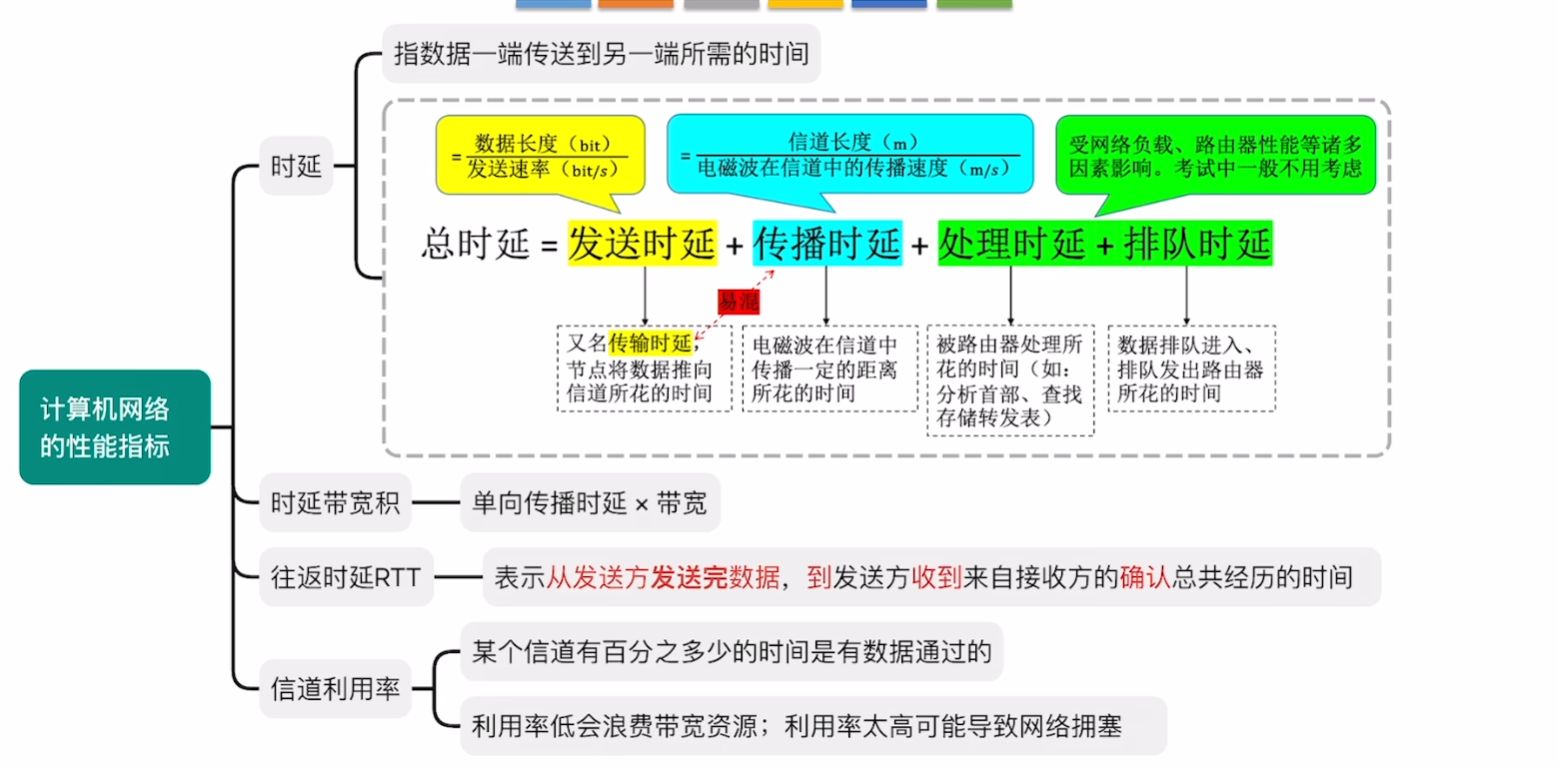 指数据一端传送到另一端所需的时间
= 数据长度（bit）
发送速率（bit/s）
= 信道长度（m）
电磁波在信道中的传播速度（m/s）
受网络负载、路由器性能等诸多
因素影响。考试中一般不用考虑
时延
总时延 = 发送时延 + 传播时延 + 处理时延 + 排队时延
易混
又名传输时延，
节点将数据推向
信道所花的时间
电磁波在信道中
传播一定的距离
所花的时间
被路由器处理所
花的时间（如：
分析首部、查找
存储转发表）
数据排队进入、
排队发出路由器
所花的时间
计算机网络
的性能指标
时延带宽积
单向传播时延 × 带宽
往返时延RTT
表示从发送方发送完数据，到发送方收到来自接收方的确认总共经历的时间
信道利用率
某个信道有百分之多少的时间是有数据通过的
利用率低会浪费带宽资源；利用率太高可能导致网络拥塞